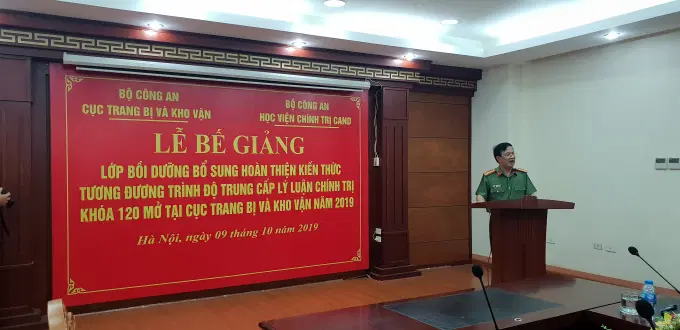 BỘ CÔNG AN
CỤC TRANG BỊ VÀ KHO VẬN
BỘ CÔNG AN
HỌC VIỆN CHÍNH TRỊ CAND
LỄ BẾ GIẢNG
LỚP BỒI DƯỠNG BỔ SUNG HOÀN THIỆN KIẾN THỨC
TƯƠNG ĐƯƠNG TRÌNH ĐỘ TRUNG CẤP LÝ LUẬN CHÍNH TRỊ
KHÓA 120 MỞ TẠI CỤC TRANG BỊ VÀ KHO VẬN NĂM 2019
Hà Nội, ngày 09 tháng 10 năm 2019